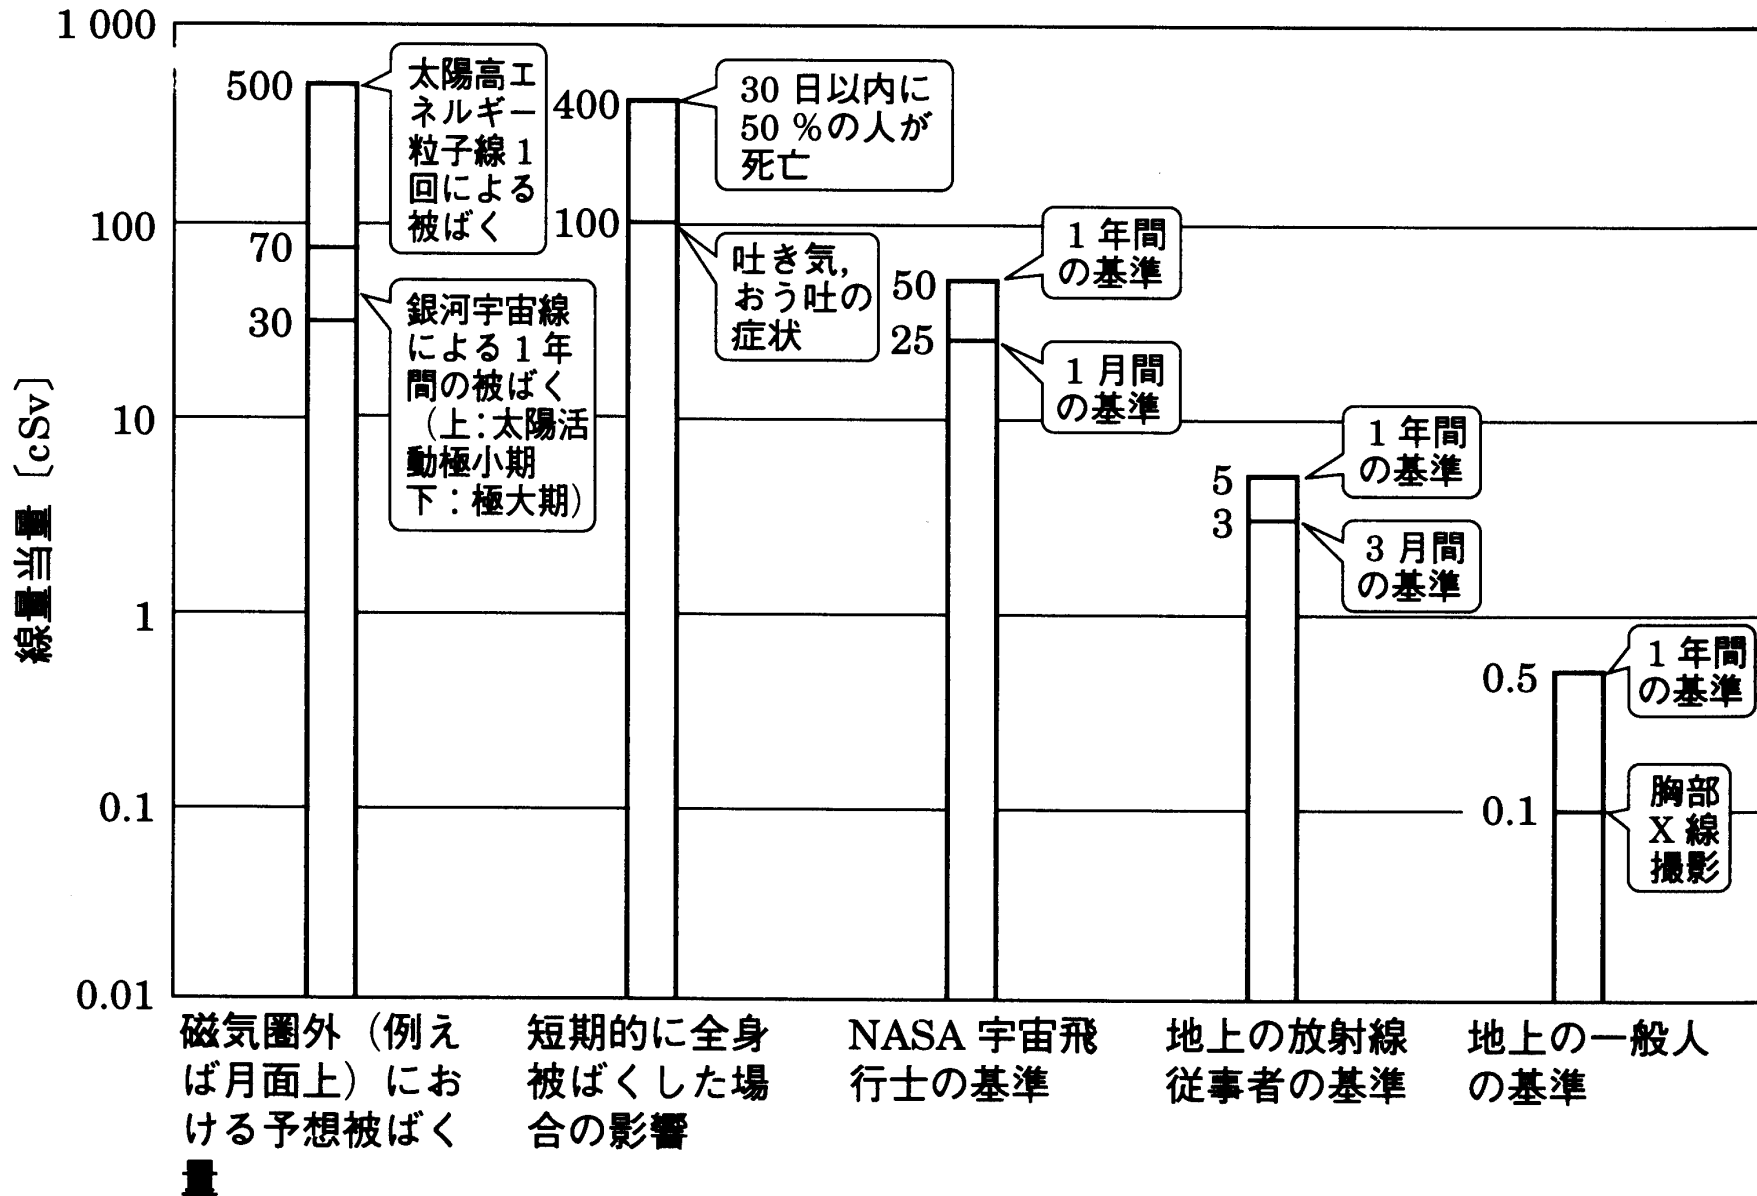 1 000
100
10
1
0.1
0.01
線量当量〔cSv〕
500
70
30
太陽高エ
ネルギー
粒子線 1
回による
被ばく
銀河宇宙線
による 1 年
間の被ばく
(上:太陽活
動極小期
下:極大期)
400
100
30 日以内に
50 %の人が
死亡
吐き気,
おう吐の
症状
50
25
1 年間
の基準
1 月間
の基準
5
3
1 年間
の基準
3 月間
の基準
0.5
0.1
1 年間
の基準
胸部
X 線
撮影
磁気圏外(例え
ば月面上)にお
ける予想被ばく
量
短期的に全身
被ばくした場
合の影響
NASA 宇宙飛
行士の基準
地上の放射線
従事者の基準
地上の一般人
の基準